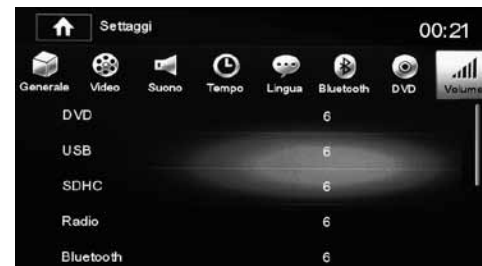 Settaggi 00:21
Generale Video Suono Tempo Lingua Bluetooth DVD Volume
DVD 6
USB 6
SDHC 6
Radio 6
Bluetooth 6